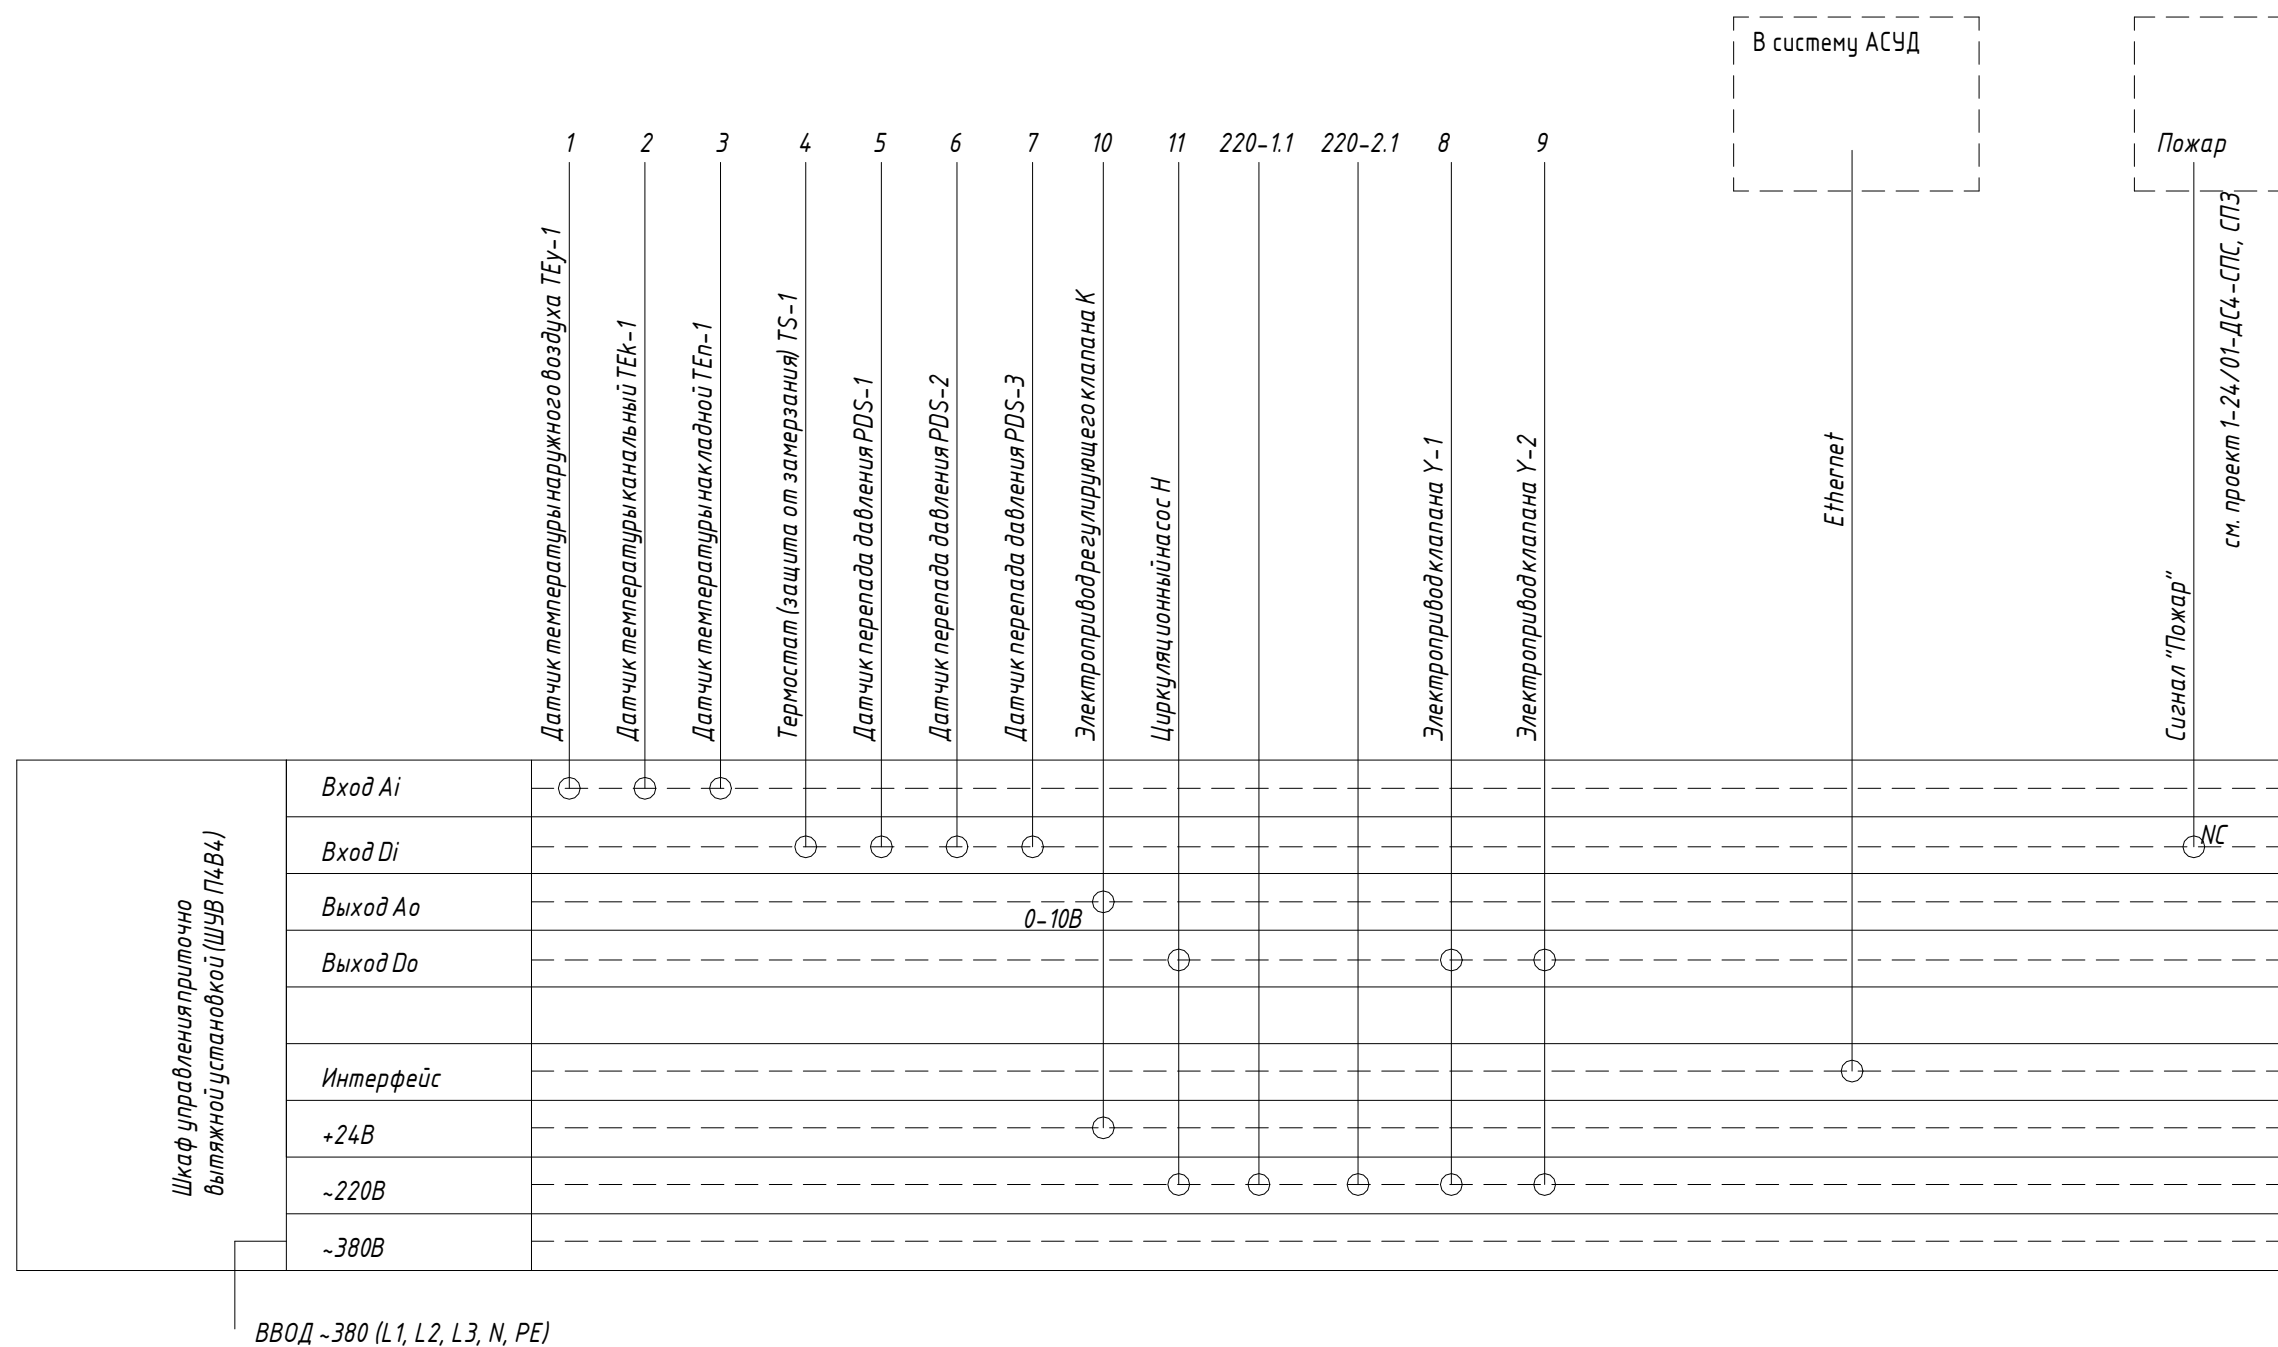 В систему АСУД
Пожар
1
2
3
4
5
6
7
10
11
220-1.1
220-2.1
8
9
Датчик температуры наружного воздуха TEу-1
Датчик температуры канальный TEк-1
Датчик температуры накладной TEп-1
Термостат (защита от замерзания) TS-1
Датчик перепада давления PDS-1
Датчик перепада давления PDS-2
Датчик перепада давления PDS-3
Электропривод регулирующего клапана К
Циркуляционный насос Н
Электропривод клапана Y-1
Электропривод клапана Y-2
Ethernet
Сигнал "Пожар"
см. проект 1-24/01-ДС4-СПС, СПЗ
Шкаф управления приточно
вытяжной установкой (ШУВ П4В4)
Вход Ai
Вход Di
NC
Выход Ao
0-10В
Выход Do
Интерфейс
+24В
~220В
~380В
ВВОД ~380 (L1, L2, L3, N, PE)